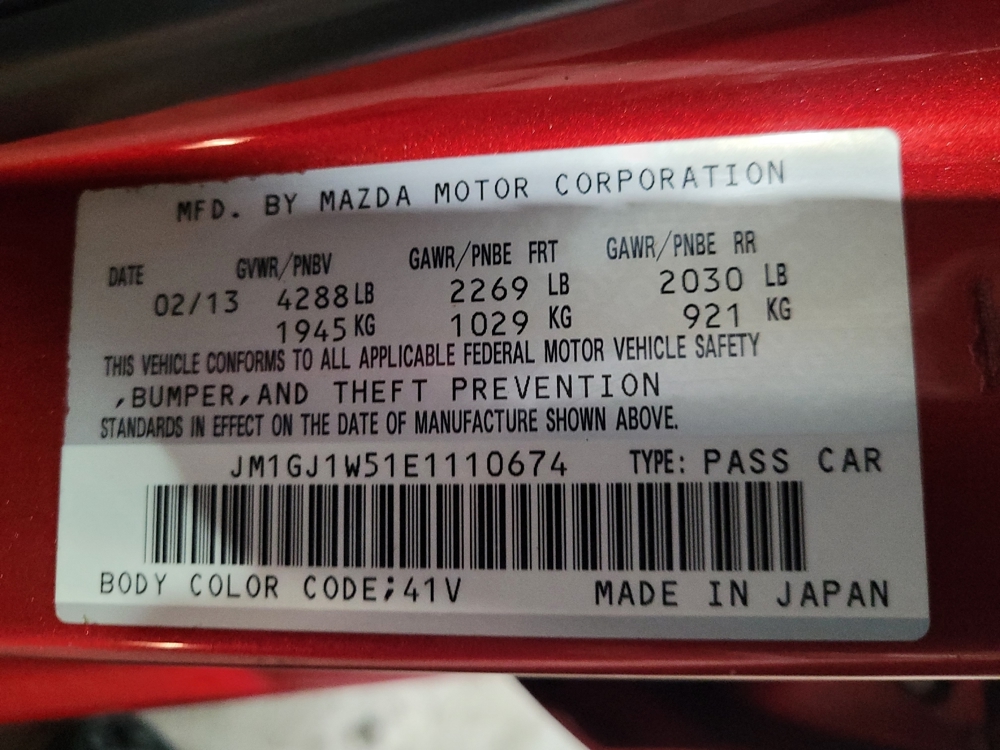 MFD. BY MAZDA MOTOR CORPORATION
DATE GVWR/PNBV GAWR/PNBE FRT GAWR/PNBE RR
02/13 4288 LB 2269 LB 2030 LB
1945 KG 1029 KG 921 KG
THIS VEHICLE CONFORMS TO ALL APPLICABLE FEDERAL MOTOR VEHICLE SAFETY
,BUMPER,AND THEFT PREVENTION
STANDARDS IN EFFECT ON THE DATE OF MANUFACTURE SHOWN ABOVE.
JM1GJ1W51E1110674 TYPE: PASS CAR
BODY COLOR CODE;41V MADE IN JAPAN